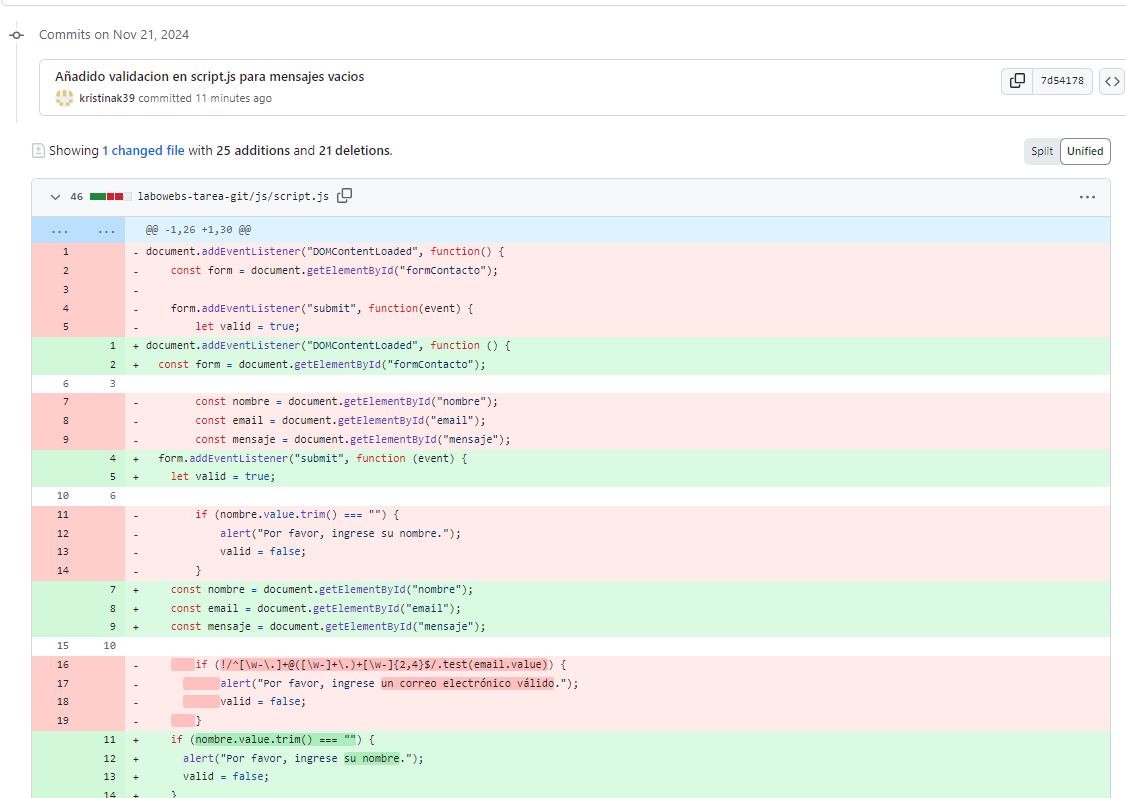 Commits on Nov 21, 2024
Añadido validacion en script.js para mensajes vacios
7d54178
kristinak39 committed 11 minutes ago
Showing 1 changed file with 25 additions and 21 deletions.
Split Unified
46 labowebs-tarea-git/js/script.js
... ... @@ -1,26 +1,30 @@
1 - document.addEventListener("DOMContentLoaded", function() {
2 - const form = document.getElementById("formContacto");
3 -
4 - form.addEventListener("submit", function(event) {
5 - let valid = true;
1 + document.addEventListener("DOMContentLoaded", function () {
2 + const form = document.getElementById("formContacto");
6 3
7 - const nombre = document.getElementById("nombre");
8 - const email = document.getElementById("email");
9 - const mensaje = document.getElementById("mensaje");
4 + form.addEventListener("submit", function (event) {
5 + let valid = true;
10 6
11 - if (nombre.value.trim() === "") {
12 - alert("Por favor, ingrese su nombre.");
13 - valid = false;
14 - }
7 + const nombre = document.getElementById("nombre");
8 + const email = document.getElementById("email");
9 + const mensaje = document.getElementById("mensaje");
15 10
16 - if (!/^[\w-\.]+@([\w-]+\.)+[\w-]{2,4}$/.test(email.value)) {
17 - alert("Por favor, ingrese un correo electrónico válido.");
18 - valid = false;
19 - }
11 + if (nombre.value.trim() === "") {
12 + alert("Por favor, ingrese su nombre.");
13 + valid = false;
14 + }